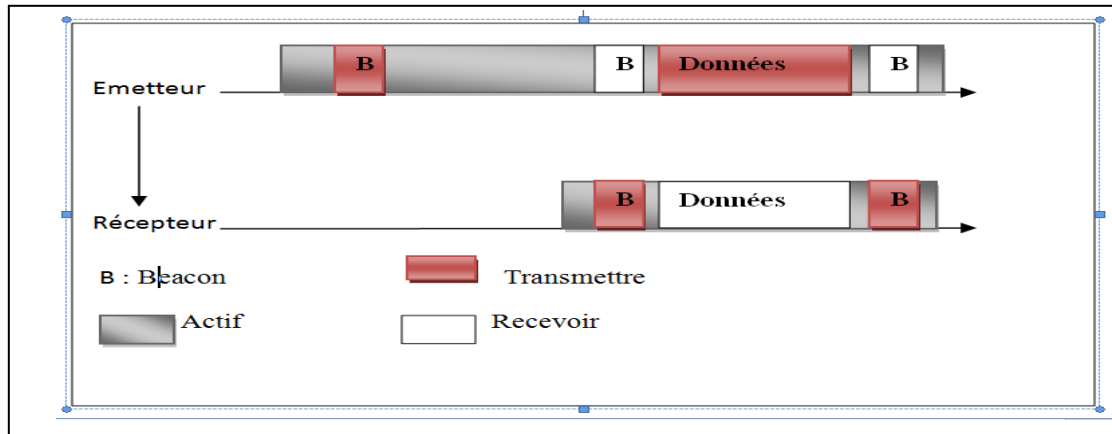 B B Données B
Emetteur
B Données B
Récepteur
B : Beacon Transmettre
Actif Recevoir